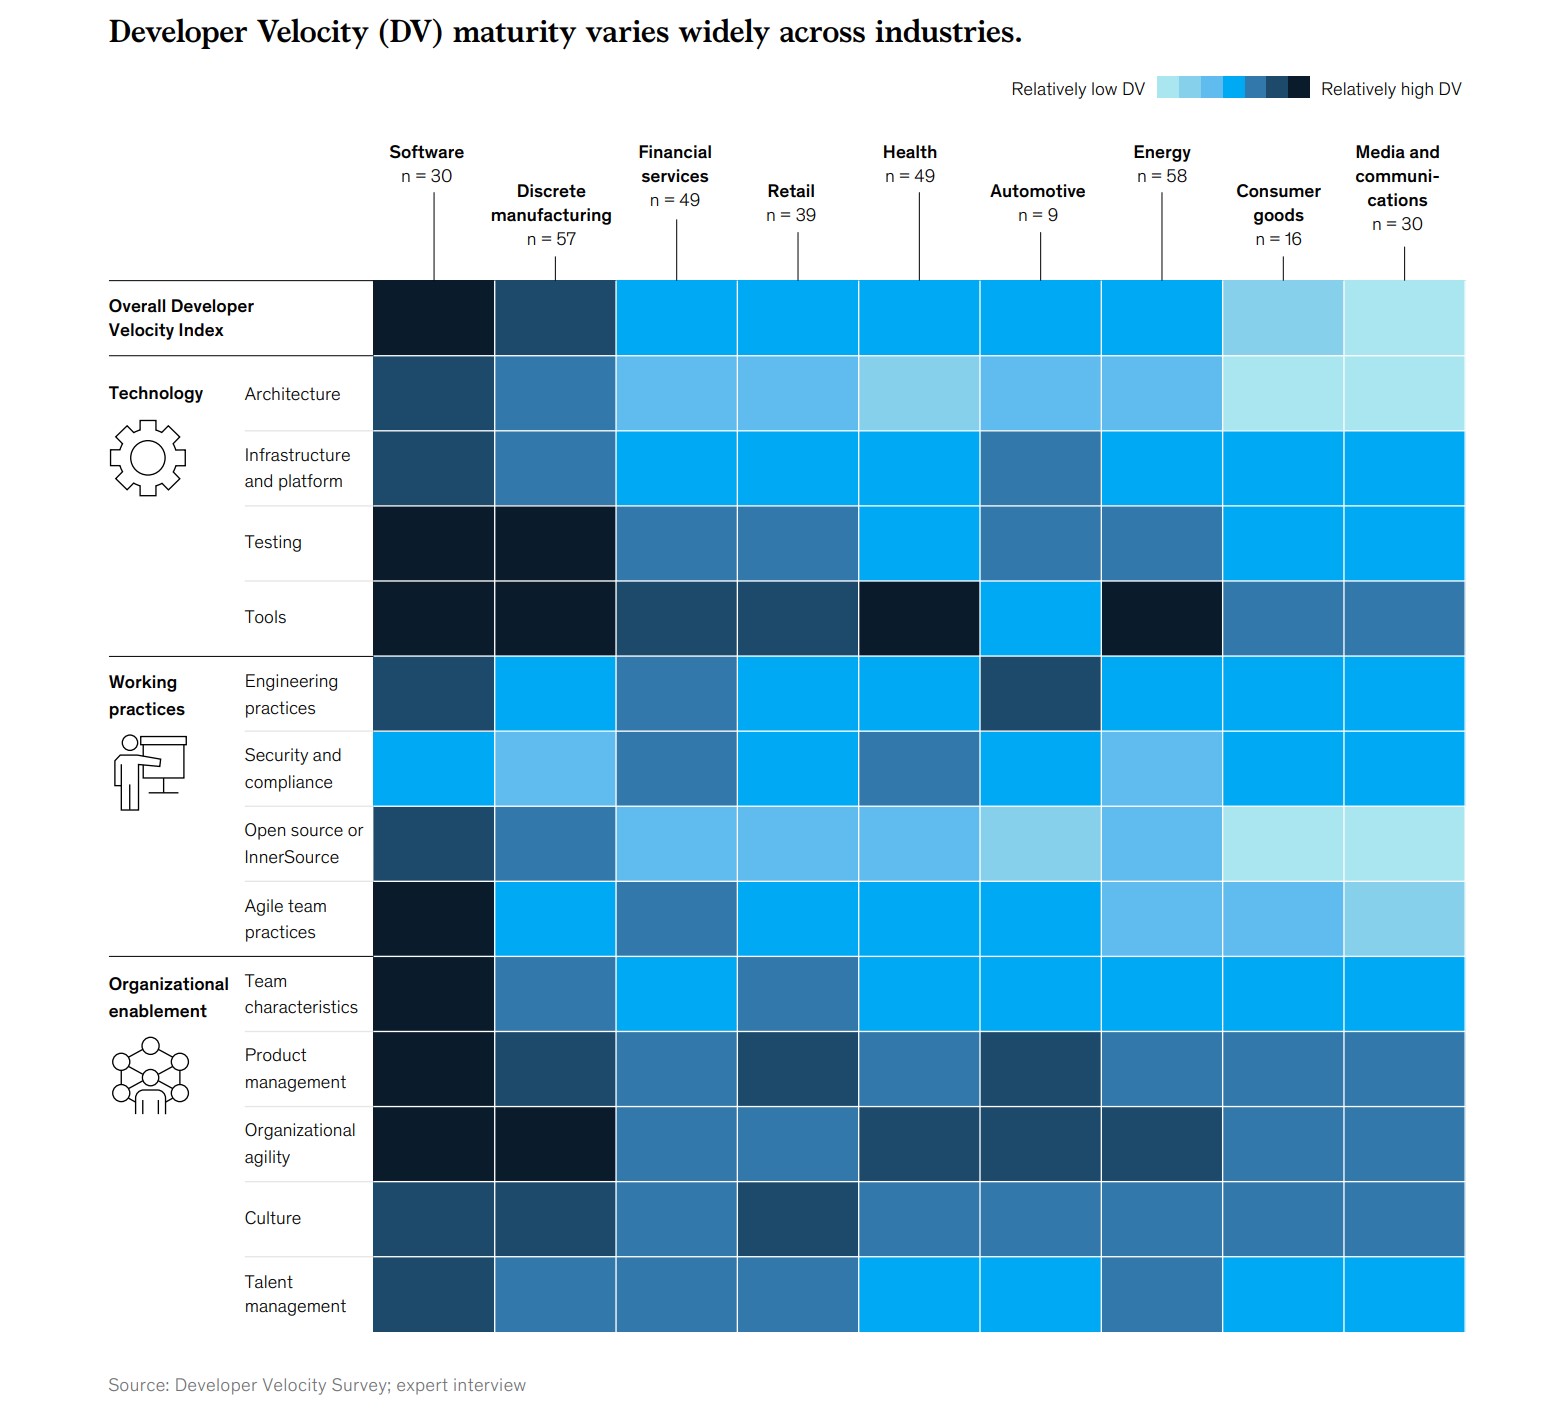 Developer Velocity (DV) maturity varies widely across industries.
Relatively low DV
Relatively high DV
Software
n = 30
Discrete
manufacturing
n = 57
Financial
services
n = 49
Retail
n = 39
Health
n = 49
Automotive
n = 9
Energy
n = 58
Consumer
goods
n = 16
Media and
communi-
cations
n = 30
Overall Developer
Velocity Index
Technology
Architecture
Infrastructure
and platform
Testing
Tools
Working
practices
Engineering
practices
Security and
compliance
Open source or
InnerSource
Agile team
practices
Organizational
enablement
Team
characteristics
Product
management
Organizational
agility
Culture
Talent
management
Source: Developer Velocity Survey; expert interview